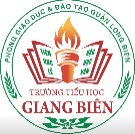 PHÒNG GIÁO DỤC & ĐÀO TẠO QUẬN LONG BIÊN
TRƯỜNG TIỂU HỌC
GIANG BIÊN